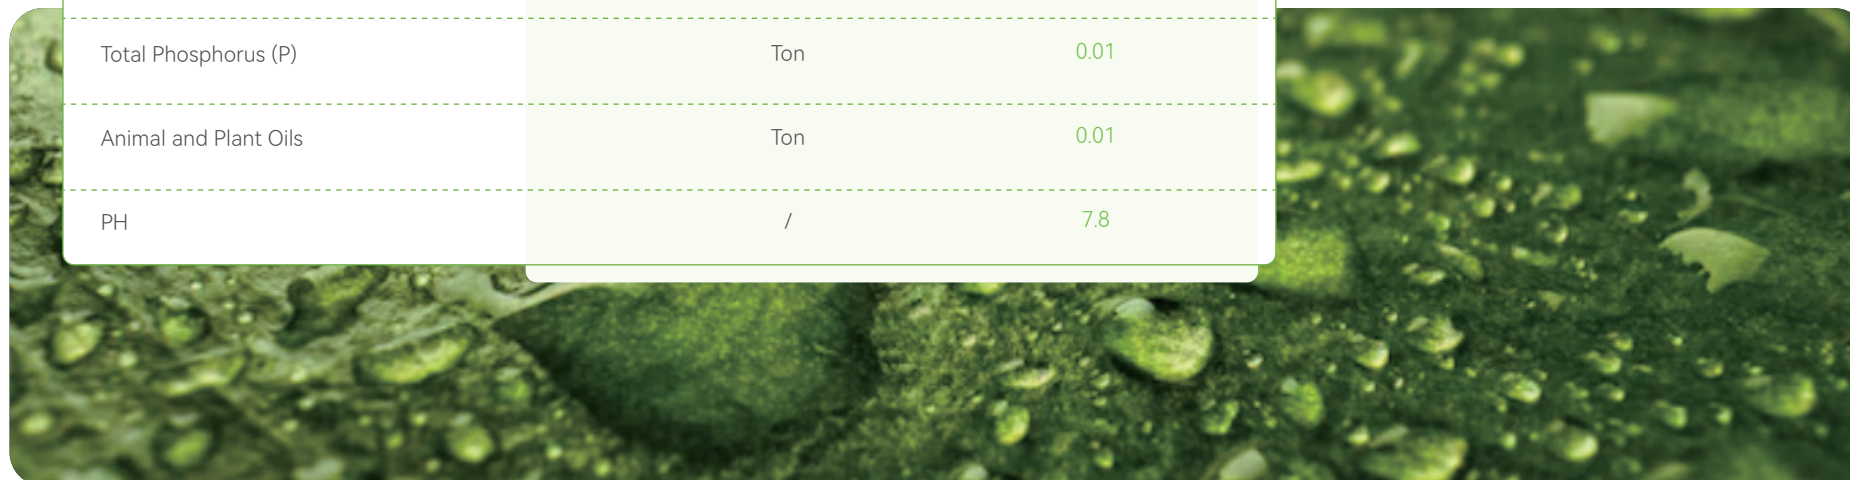 Total Phosphorus (P) Ton 0.01
Animal and Plant Oils Ton 0.01
PH / 7.8